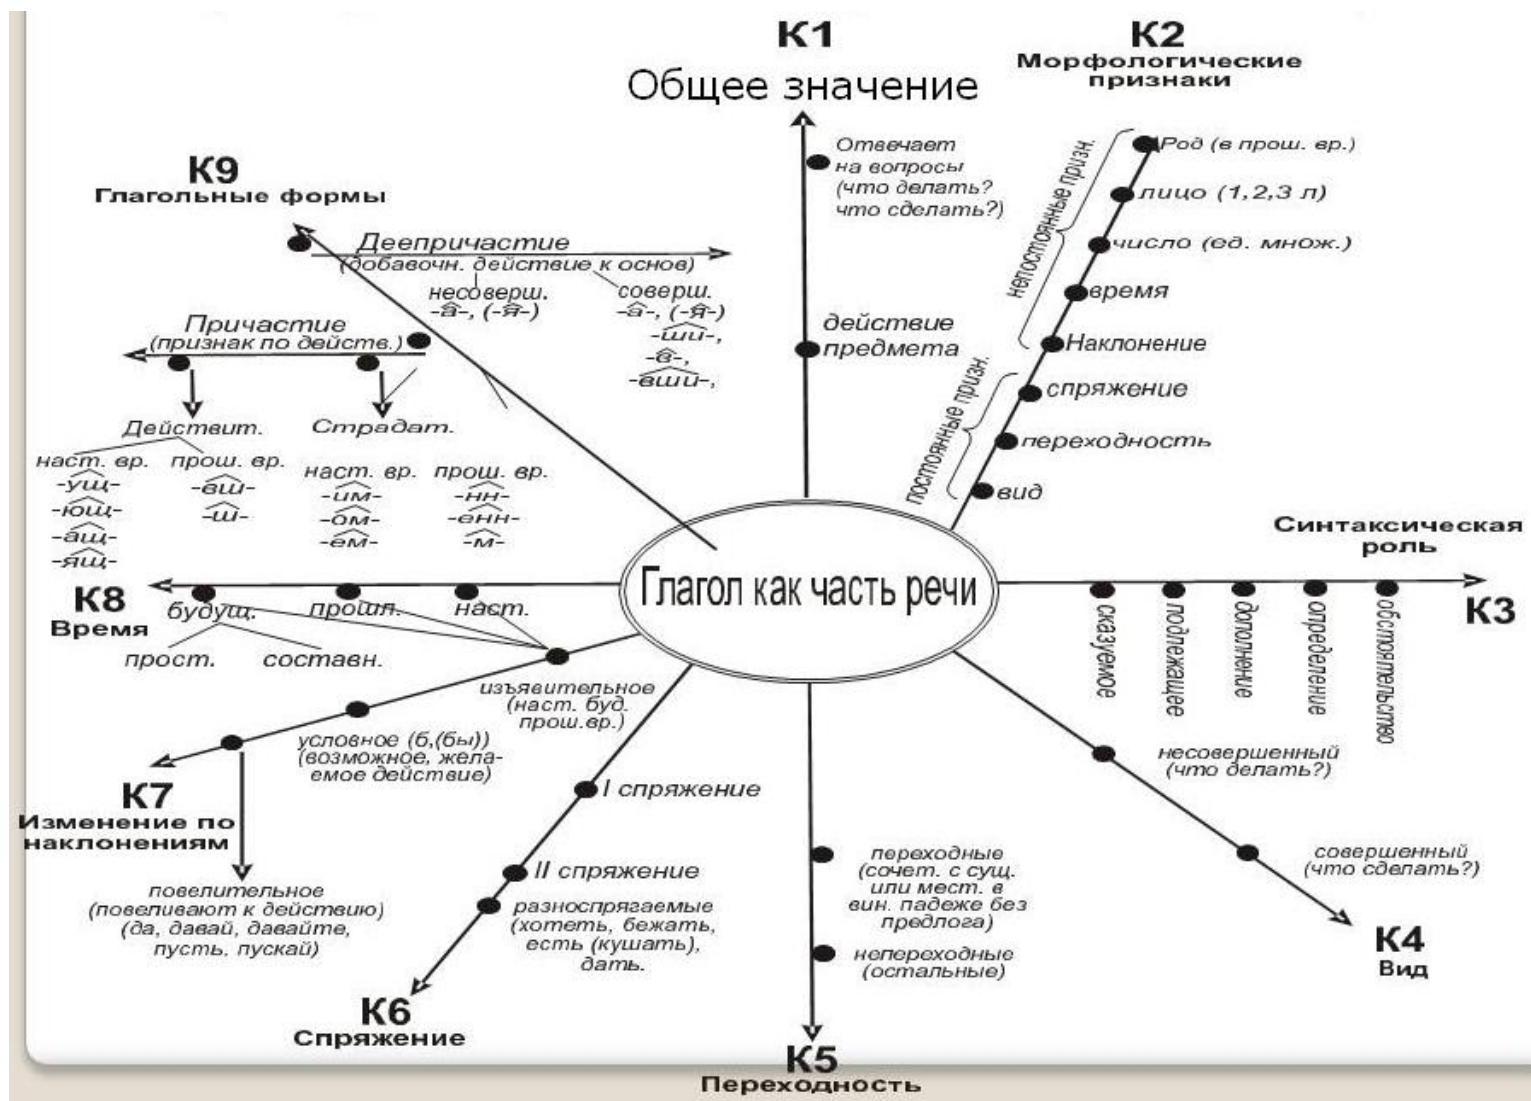 К1
Общее значение
Отвечает
на вопросы
(что делать?
что сделать?)
действие
предмета
К2
Морфологические
признаки
непостоянные призн.
Род (в прош. вр.)
лицо (1,2,3 л)
число (ед. множ.)
время
Наклонение
постоянные призн.
спряжение
переходность
вид
Глагол как часть речи
Синтаксическая
роль
К3
сказуемое
подлежащее
дополнение
определение
обстоятельство
несовершенный
(что делать?)
совершенный
(что сделать?)
К4
Вид
переходные
(сочет. с сущ.
или мест. в
вин. падеже без
предлога)
непереходные
(остальные)
К5
Переходность
I спряжение
II спряжение
разноспрягаемые
(хотеть, бежать,
есть (кушать),
дать.
К6
Спряжение
изъявительное
(наст. буд.
прош.вр.)
условное (б,(бы))
(возможное, жела-
емое действие)
К7
Изменение по
наклонениям
повелительное
(повеливают к действию)
(да, давай, давайте,
пусть, пускай)
К8
Время
будущ.
прошл.
наст.
прост.
составн.
К9
Глагольные формы
Деепричастие
(добавочн. действие к основ)
несоверш.
-а-, (-я-)
соверш.
-а-, (-я-)
-ши-,
-в-,
-вши-,
Причастие
(признак по действ.)
Действит.
наст. вр.
-ущ-
-ющ-
-ащ-
-ящ-
прош. вр.
-вш-
-ш-
Страдат.
наст. вр.
-им-
-ом-
-ем-
прош. вр.
-нн-
-енн-
-м-